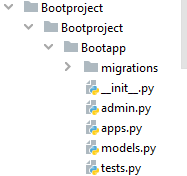 Bootproject
Bootproject
Bootapp
migrations
__init__.py
admin.py
apps.py
models.py
tests.py